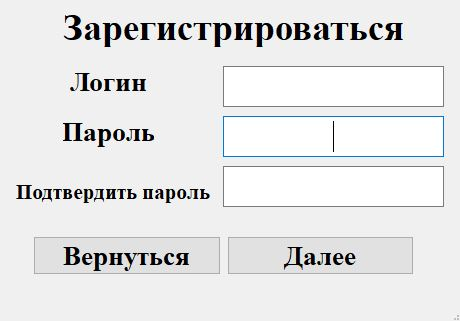 Зарегистрироваться
Логин
Пароль
Подтвердить пароль
Вернуться Далее